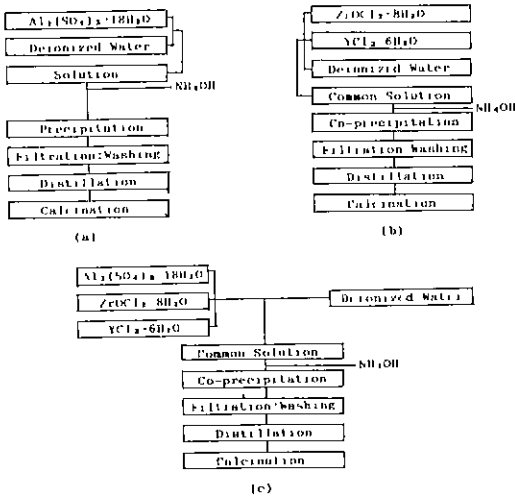 Al₂(SO₄)₃·18H₂O
Deionized Water
Solution
NH₄OH
Precipitation
Filtration:Washing
Distillation
Calcination
(a)
ZrOCl₂·8H₂O
YCl₃·6H₂O
Deionized Water
Common Solution
NH₄OH
Co-precipitation
Filtration Washing
Distillation
Calcination
(b)
Al₂(SO₄)₃ 18H₂O
ZrOCl₂ 8H₂O
YCl₃·6H₂O
Deionized Water
Common Solution
NH₄OH
Co-precipitation
Filtration·Washing
Distillation
Calcination
(c)